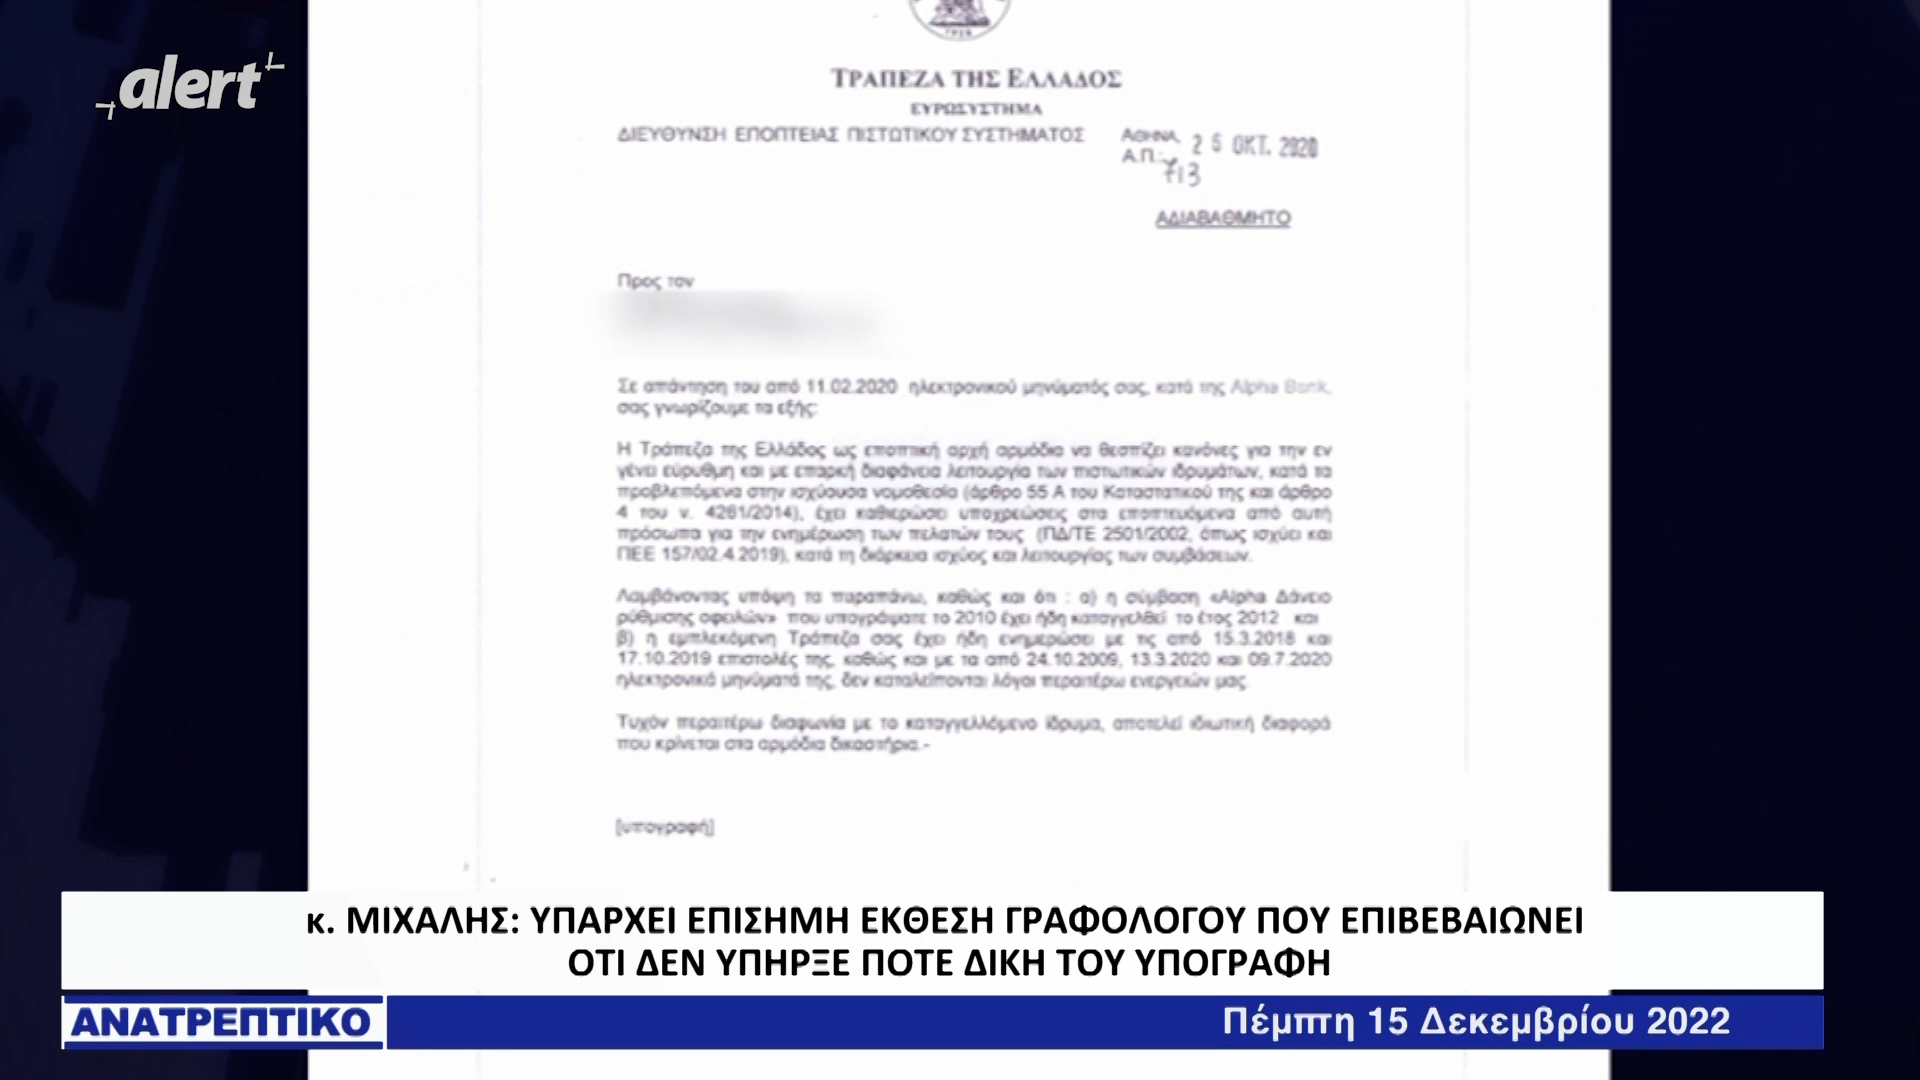 alert
1928
ΤΡΑΠΕΖΑ ΤΗΣ ΕΛΛΑΔΟΣ
ΕΥΡΩΣΥΣΤΗΜΑ
ΔΙΕΥΘΥΝΣΗ ΕΠΟΠΤΕΙΑΣ ΠΙΣΤΩΤΙΚΟΥ ΣΥΣΤΗΜΑΤΟΣ
ΑΘΗΝΑ, 26 ΟΚΤ. 2020
Α.Π.:
713
ΑΔΙΑΒΑΘΜΗΤΟ
Προς τον
Σε απάντηση του από 11.02.2020 ηλεκτρονικού μηνύματός σας, κατά της Alpha Bank,
σας γνωρίζουμε τα εξής:
Η Τράπεζα της Ελλάδος ως εποπτική αρχή αρμόδια να θεσπίζει κανόνες για την εν
γένει εύρυθμη και με επαρκή διαφάνεια λειτουργία των πιστωτικών ιδρυμάτων, κατά τα
προβλεπόμενα στην ισχύουσα νομοθεσία (άρθρο 55 Α του Καταστατικού της και άρθρο
4 του ν. 4261/2014), έχει καθιερώσει υποχρεώσεις στα εποπτευόμενα από αυτή
πρόσωπα για την ενημέρωση των πελατών τους (ΠΔ/ΤΕ 2501/2002, όπως ισχύει και
ΠΕΕ 157/02.4.2019), κατά τη διάρκεια ισχύος και λειτουργίας των συμβάσεων.
Λαμβάνοντας υπόψη τα παραπάνω, καθώς και ότι : α) η σύμβαση «Alpha Δάνειο
ρύθμισης οφειλών» που υπογράψατε το 2010 έχει ήδη καταγγελθεί το έτος 2012 και
β) η εμπλεκόμενη Τράπεζα σας έχει ήδη ενημερώσει με τις από 15.3.2018 και
17.10.2019 επιστολές της, καθώς και με τα από 24.10.2009, 13.3.2020 και 09.7.2020
ηλεκτρονικά μηνύματά της, δεν καταλείπονται λόγοι περαιτέρω ενεργειών μας.
Τυχόν περαιτέρω διαφωνία με το καταγγελλόμενο ίδρυμα, αποτελεί ιδιωτική διαφορά
που κρίνεται στα αρμόδια δικαστήρια.-
[υπογραφή]
κ. ΜΙΧΑΛΗΣ: ΥΠΑΡΧΕΙ ΕΠΙΣΗΜΗ ΕΚΘΕΣΗ ΓΡΑΦΟΛΟΓΟΥ ΠΟΥ ΕΠΙΒΕΒΑΙΩΝΕΙ
ΟΤΙ ΔΕΝ ΥΠΗΡΞΕ ΠΟΤΕ ΔΙΚΗ ΤΟΥ ΥΠΟΓΡΑΦΗ
ΑΝΑΤΡΕΠΤΙΚΟ
Πέμπτη 15 Δεκεμβρίου 2022